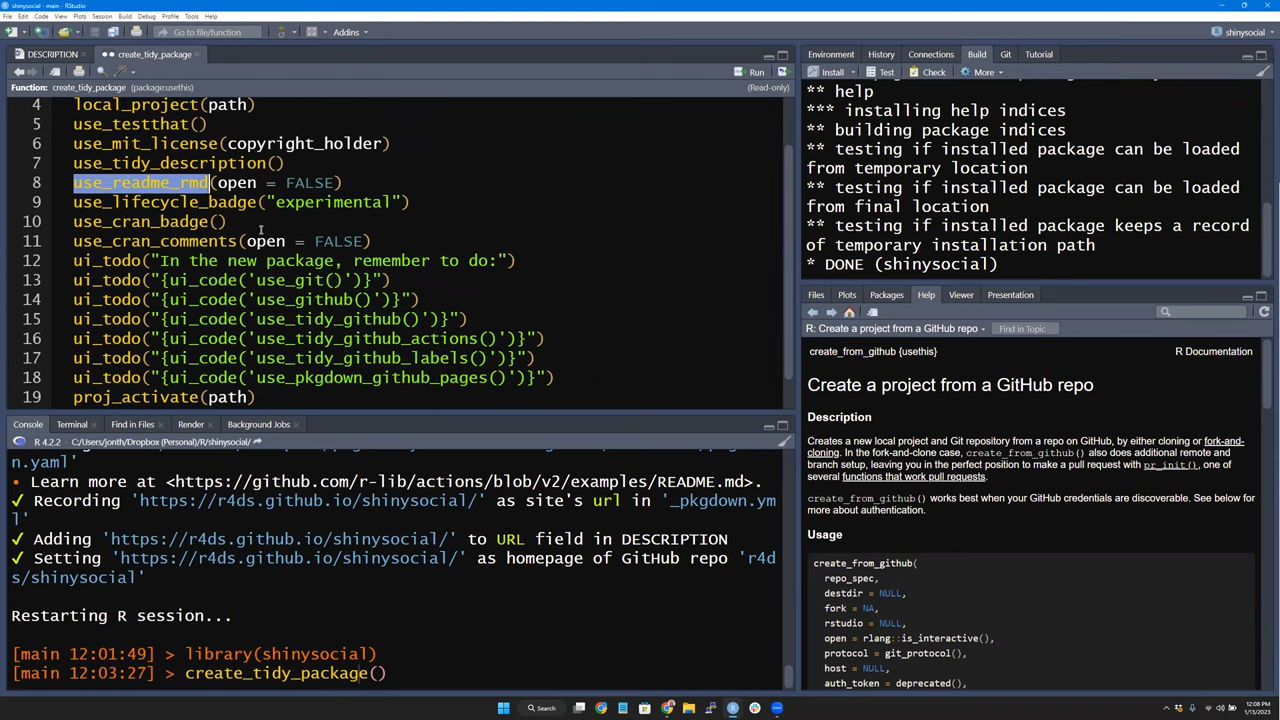 shinysocial - main - RStudio
File Edit Code View Plots Session Build Debug Profile Tools Help
Go to file/function
Addins
shinysocial
DESCRIPTION
create_tidy_package
Run
Function: create_tidy_package (package:usethis)
(Read-only)
4 local_project(path)
5 use_testthat()
6 use_mit_license(copyright_holder)
7 use_tidy_description()
8 use_readme_rmd(open = FALSE)
9 use_lifecycle_badge("experimental")
10 use_cran_badge()
11 use_cran_comments(open = FALSE)
12 ui_todo("In the new package, remember to do:")
13 ui_todo("{ui_code('use_git()')}")
14 ui_todo("{ui_code('use_github()')}")
15 ui_todo("{ui_code('use_tidy_github()')}")
16 ui_todo("{ui_code('use_tidy_github_actions()')}")
17 ui_todo("{ui_code('use_tidy_github_labels()')}")
18 ui_todo("{ui_code('use_pkgdown_github_pages()')}")
19 proj_activate(path)
Console Terminal Find in Files Render Background Jobs
R 4.2.2 · C:/Users/jonth/Dropbox (Personal)/R/shinysocial/
n.yaml'
• Learn more at <https://github.com/r-lib/actions/blob/v2/examples/README.md>.
✓ Recording 'https://r4ds.github.io/shinysocial/' as site's url in '_pkgdown.ym
l'
✓ Adding 'https://r4ds.github.io/shinysocial/' to URL field in DESCRIPTION
✓ Setting 'https://r4ds.github.io/shinysocial/' as homepage of GitHub repo 'r4d
s/shinysocial'
Restarting R session...
[main 12:01:49] > library(shinysocial)
[main 12:03:27] > create_tidy_package()
Environment History Connections Build Git Tutorial
Install Test Check More
** help
*** installing help indices
** building package indices
** testing if installed package can be loaded
from temporary location
** testing if installed package can be loaded
from final location
** testing if installed package keeps a record
of temporary installation path
* DONE (shinysocial)
Files Plots Packages Help Viewer Presentation
R: Create a project from a GitHub repo
Find in Topic
create_from_github {usethis}
R Documentation
Create a project from a GitHub repo
Description
Creates a new local project and Git repository from a repo on GitHub, by either cloning or fork-and-
cloning. In the fork-and-clone case, create_from_github() also does additional remote and
branch setup, leaving you in the perfect position to make a pull request with pr_init(), one of
several functions that work pull requests.
create_from_github() works best when your GitHub credentials are discoverable. See below for
more about authentication.
Usage
create_from_github(
repo_spec,
destdir = NULL,
fork = NA,
rstudio = NULL,
open = rlang::is_interactive(),
protocol = git_protocol(),
host = NULL,
auth_token = deprecated(),
Search
12:08 PM
1/13/2023